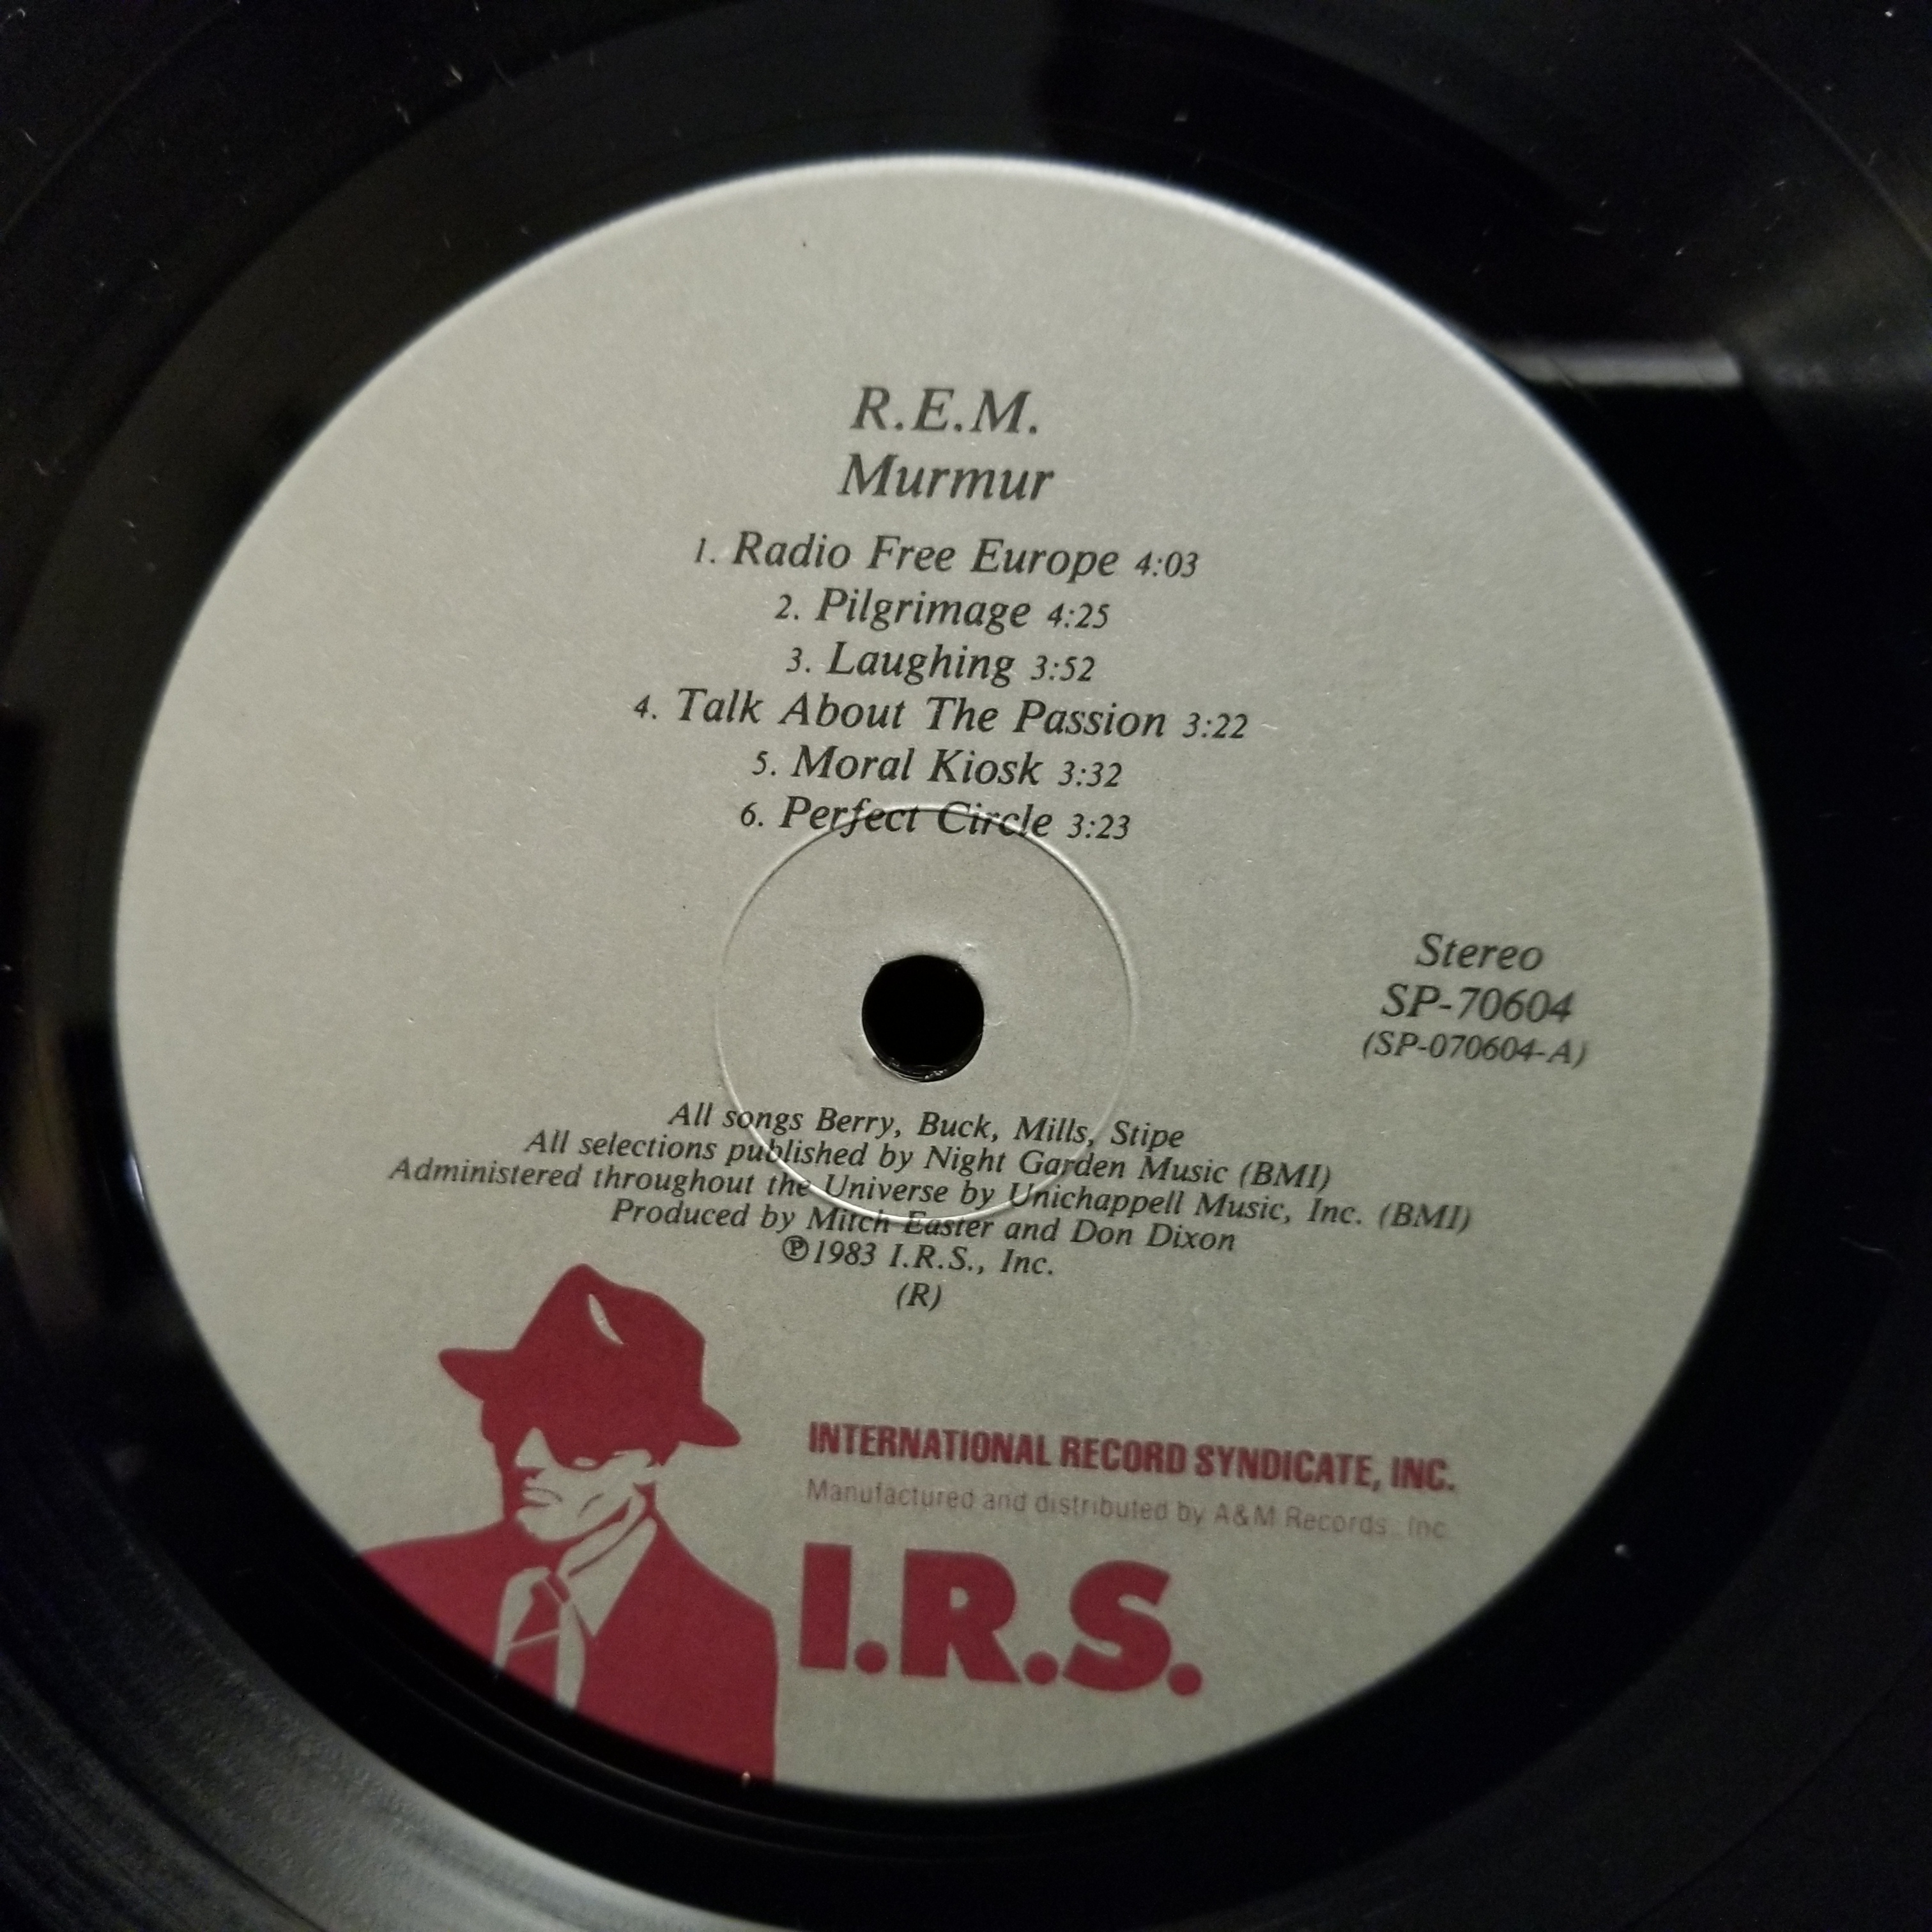 R.E.M.
Murmur
1. Radio Free Europe 4:03
2. Pilgrimage 4:25
3. Laughing 3:52
4. Talk About The Passion 3:22
5. Moral Kiosk 3:32
6. Perfect Circle 3:23
Stereo
SP-70604
(SP-070604-A)
All songs Berry, Buck, Mills, Stipe
All selections published by Night Garden Music (BMI)
Administered throughout the Universe by Unichappell Music, Inc. (BMI)
Produced by Mitch Easter and Don Dixon
℗1983 I.R.S., Inc.
(R)
INTERNATIONAL RECORD SYNDICATE, INC.
Manufactured and distributed by A&M Records, Inc.
I.R.S.